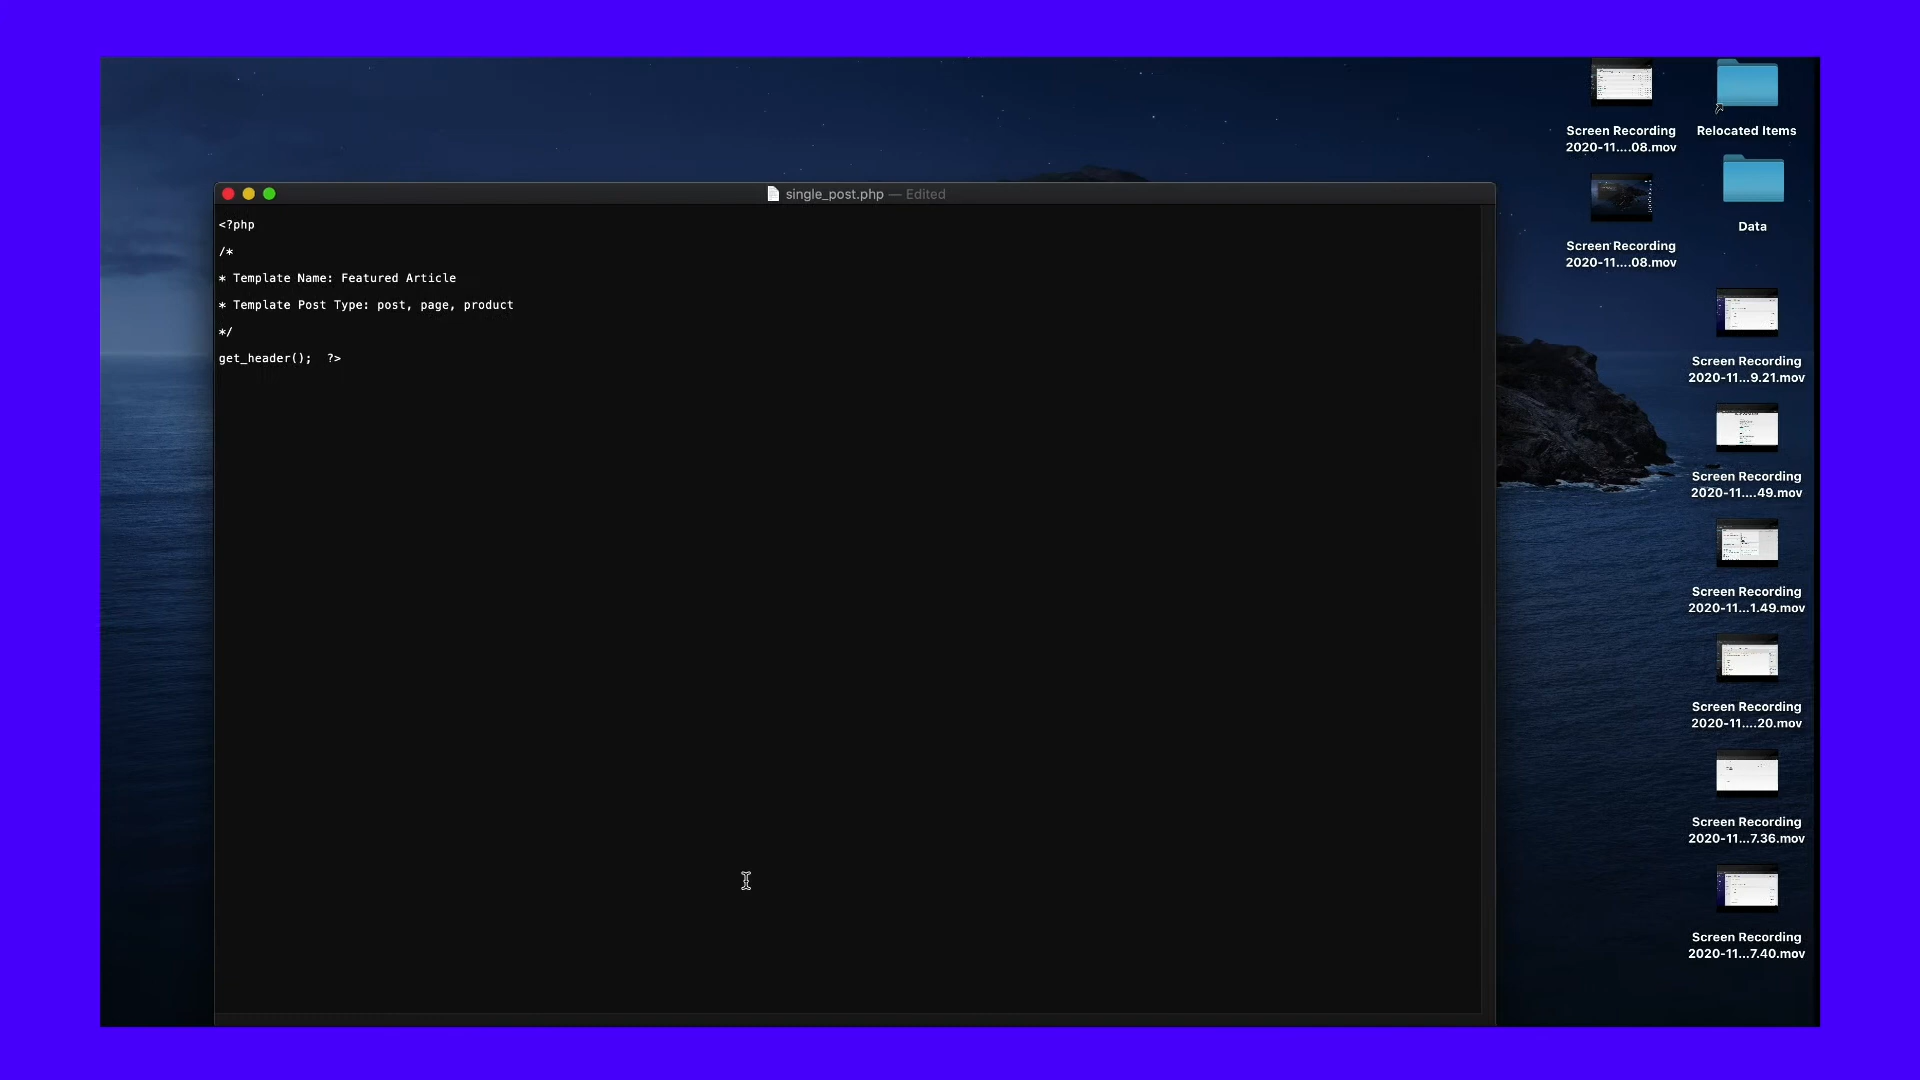 single_post.php — Edited
<?php
/*
* Template Name: Featured Article
* Template Post Type: post, page, product
*/
get_header();  ?>
Screen Recording
2020-11....08.mov
Relocated Items
Screen Recording
2020-11....08.mov
Data
Screen Recording
2020-11...9.21.mov
Screen Recording
2020-11....49.mov
Screen Recording
2020-11...1.49.mov
Screen Recording
2020-11....20.mov
Screen Recording
2020-11...7.36.mov
Screen Recording
2020-11...7.40.mov